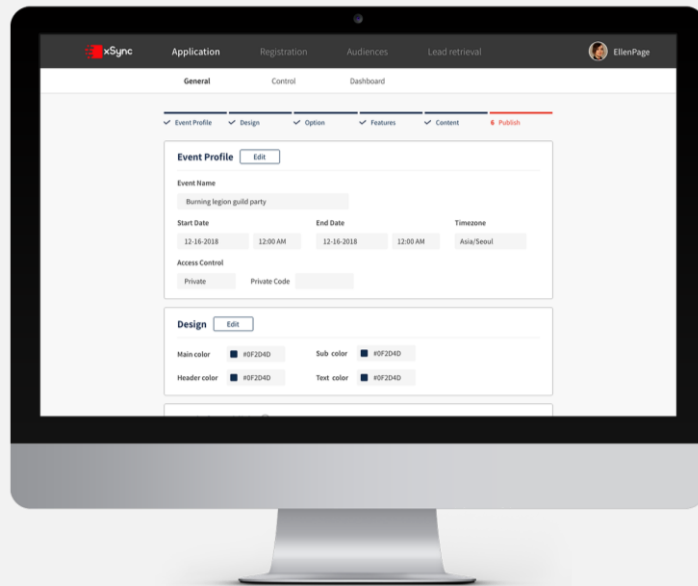 xSync Application Registration Audiences Lead retrieval EllenPage
General Control Dashboard
✓ Event Profile ✓ Design ✓ Option ✓ Features ✓ Content 6 Publish
Event Profile Edit
Event Name
Burning legion guild party
Start Date End Date Timezone
12-16-2018 12:00 AM 12-16-2018 12:00 AM Asia/Seoul
Access Control
Private Private Code
Design Edit
Main color #0F2D4D Sub color #0F2D4D
Header color #0F2D4D Text color #0F2D4D